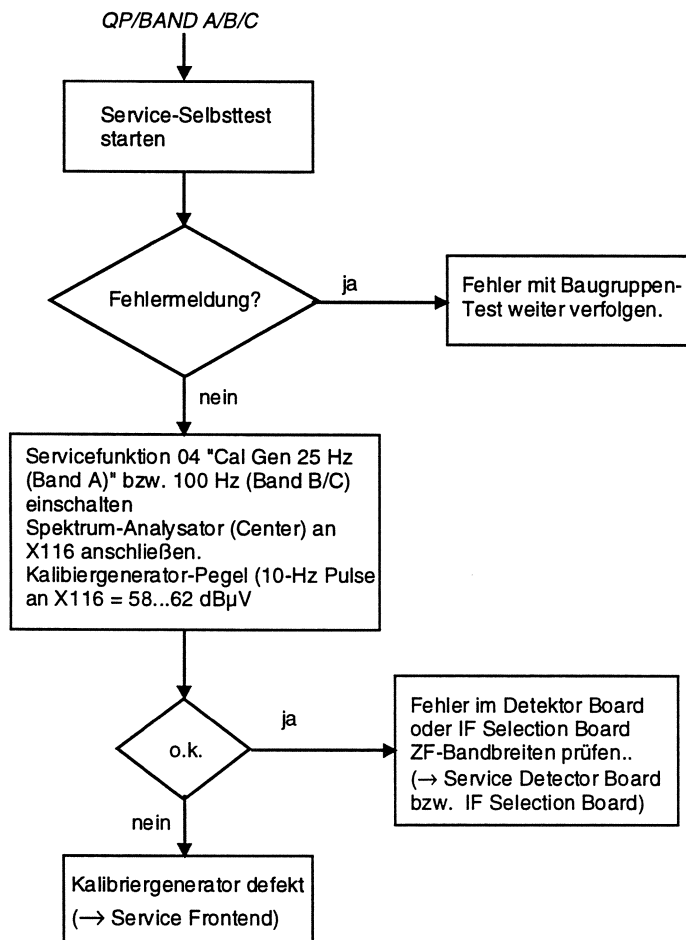 QP/BAND A/B/C
Service-Selbsttest
starten
Fehlermeldung?
ja
Fehler mit Baugruppen-
Test weiter verfolgen.
nein
Servicefunktion 04 "Cal Gen 25 Hz
(Band A)" bzw. 100 Hz (Band B/C)
einschalten
Spektrum-Analysator (Center) an
X116 anschließen.
Kalibiergenerator-Pegel (10-Hz Pulse
an X116 = 58...62 dBµV
o.k.
ja
Fehler im Detektor Board
oder IF Selection Board
ZF-Bandbreiten prüfen..
(→ Service Detector Board
bzw. IF Selection Board)
nein
Kalibriergenerator defekt
(→ Service Frontend)